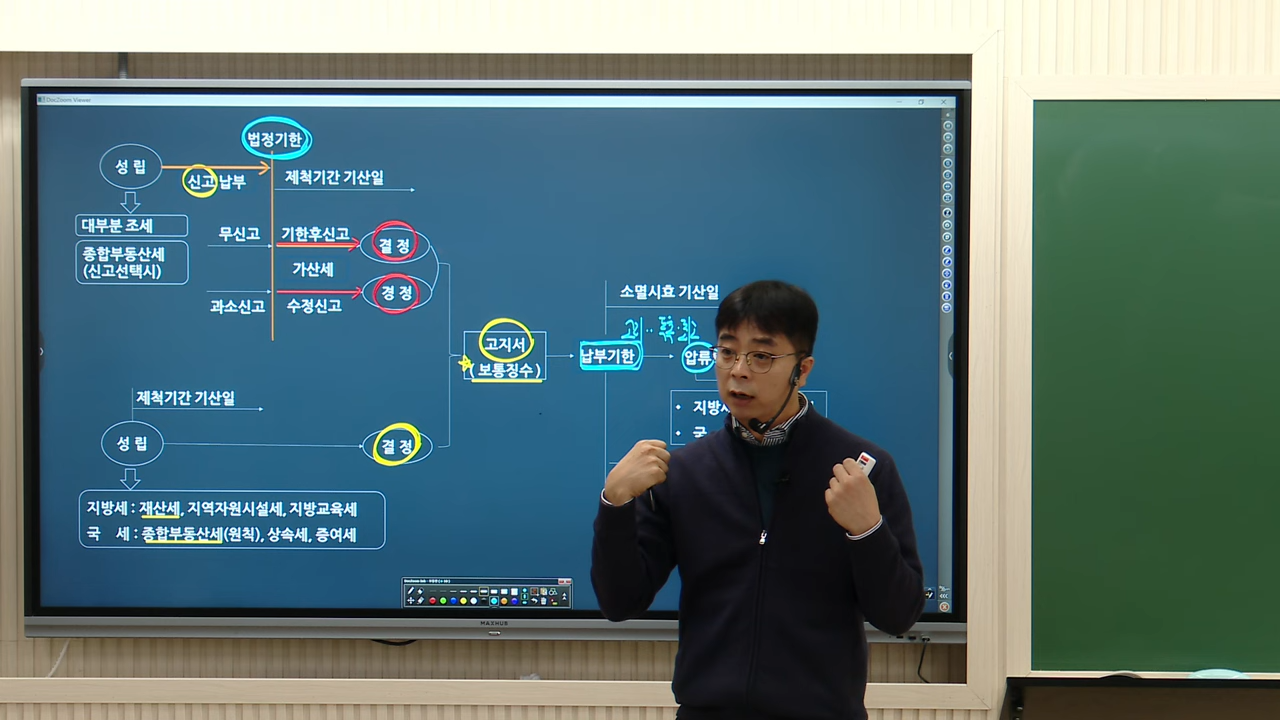 DocZoom Viewer
법정기한
성 립
신고납부
제척기간 기산일
대부분 조세
종합부동산세
(신고선택시)
무신고
기한후신고
결 정
가산세
과소신고
수정신고
경 정
소멸시효 기산일
고지서
(보통징수)
납부기한
압류
지방세
국
제척기간 기산일
성 립
결 정
지방세 : 재산세, 지역자원시설세, 지방교육세
국 세 : 종합부동산세(원칙), 상속세, 증여세
MAXHUB